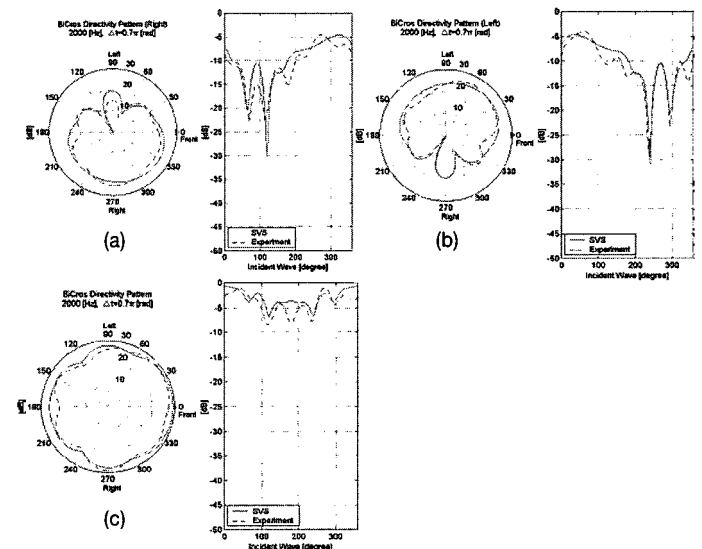 BiCros Directivity Pattern (Right)
2000 [Hz], △t=0.7π [rad]
Left
90
120
60
30
150
30
20
10
180
0
Front
[dB]
210
330
240
300
270
Right
(a)
0
-5
-10
-15
-20
-25
-30
-35
-40
-45
-50
[dB]
SVS
Experiment
0
100
200
300
Incident Wave [degree]
BiCros Directivity Pattern (Left)
2000 [Hz], △t=0.7π [rad]
Left
90
120
60
30
150
30
20
10
180
0
Front
[dB]
210
330
240
300
270
Right
(b)
0
-5
-10
-15
-20
-25
-30
-35
-40
-45
-50
[dB]
SVS
Experiment
0
100
200
300
Incident Wave [degree]
BiCros Directivity Pattern
2000 [Hz], △t=0.7π [rad]
Left
90
120
60
30
150
30
20
10
180
0
Front
[dB]
210
330
240
300
270
Right
(c)
0
-5
-10
-15
-20
-25
-30
-35
-40
-45
-50
[dB]
SVS
Experiment
0
100
200
300
Incident Wave [degree]